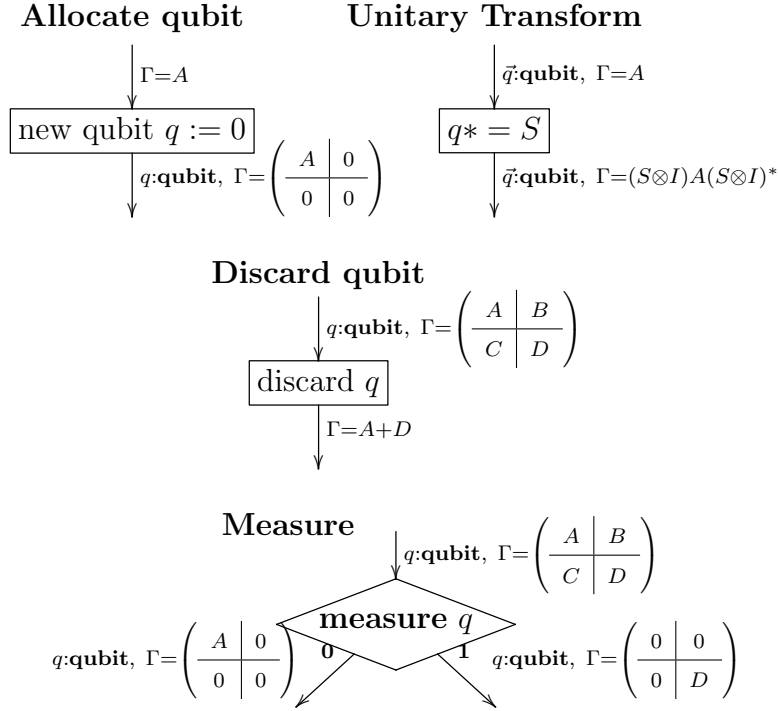 Allocate qubit Unitary Transform
Γ=A
q⃗:qubit, Γ=A
new qubit q := 0
q∗ = S
q:qubit, Γ=( A 0
0 0 )
q⃗:qubit, Γ=(S⊗I)A(S⊗I)*
Discard qubit
q:qubit, Γ=( A B
C D )
discard q
Γ=A+D
Measure
q:qubit, Γ=( A B
C D )
measure q
q:qubit, Γ=( A 0
0 0 )
0
1
q:qubit, Γ=( 0 0
0 D )